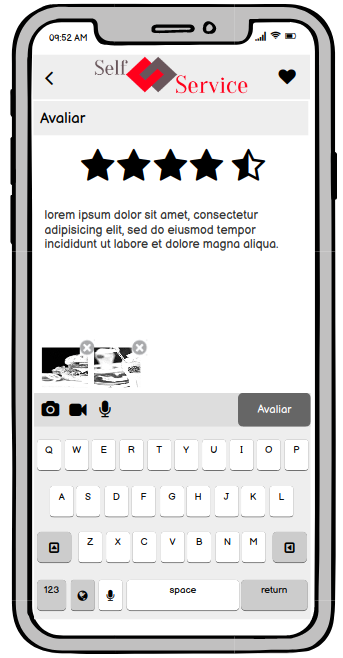 09:52 AM
Self
Service
Avaliar
lorem ipsum dolor sit amet, consectetur
adipisicing elit, sed do eiusmod tempor
incididunt ut labore et dolore magna aliqua.
Avaliar
Q W E R T Y U I O P
A S D F G H J K L
Z X C V B N M
123 space return